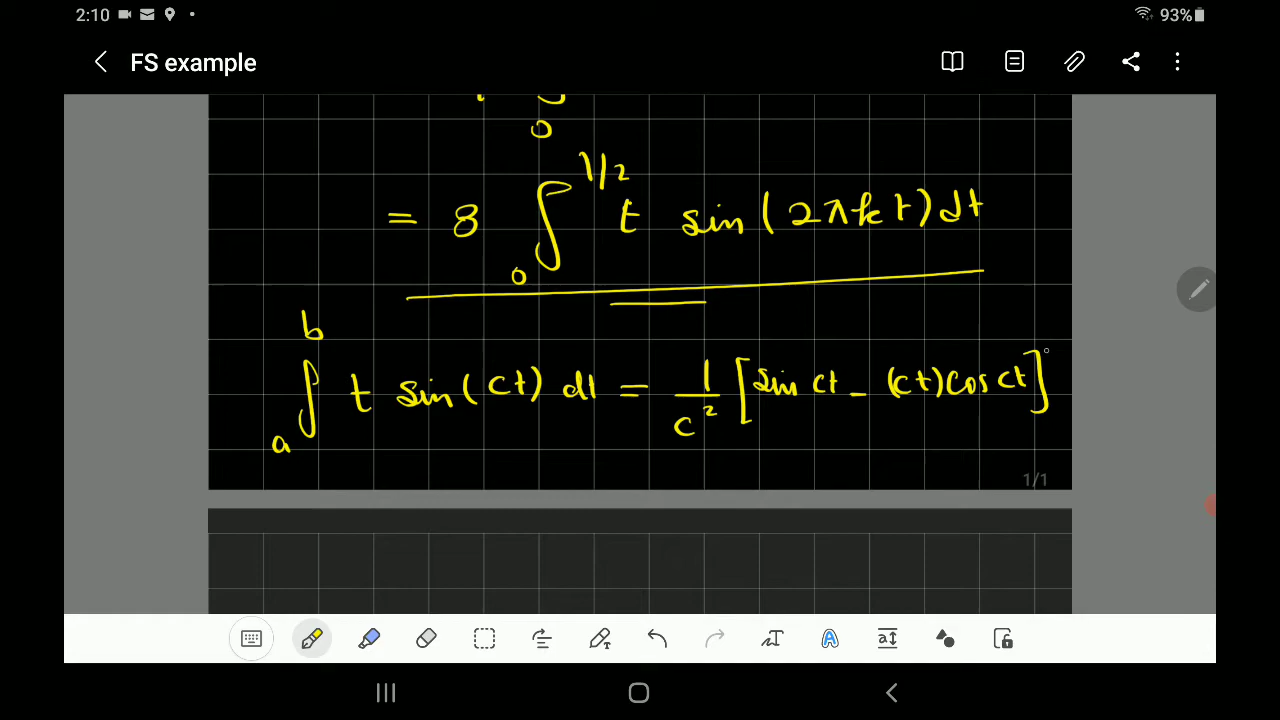 2:10 93%
FS example
0
= 8 ∫₀^{1/2} t sin(2πkt)dt
∫ₐ^b t sin(ct) dt = 1/c² [sin ct - (ct)cos ct]
1/1